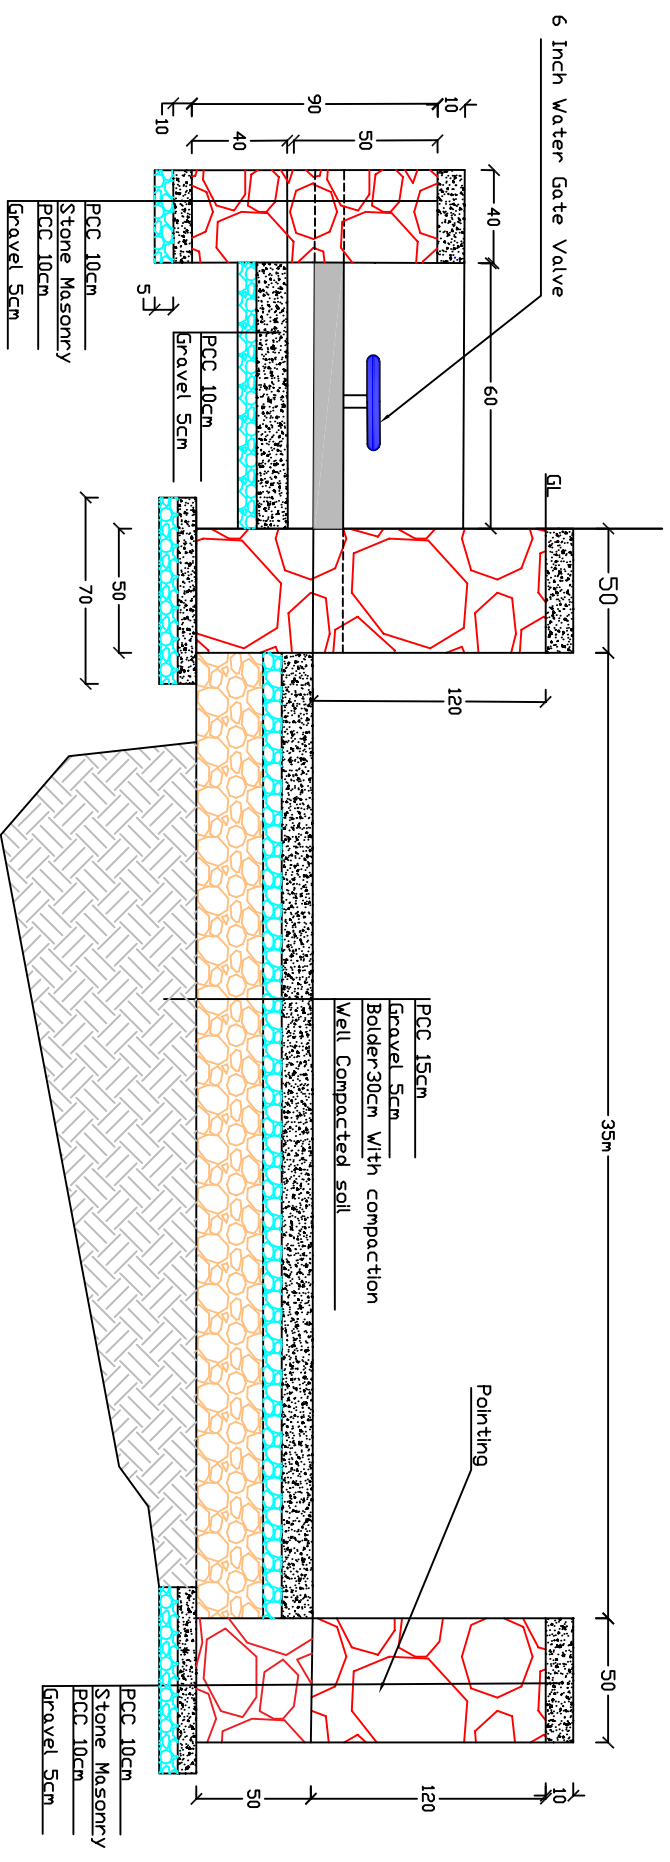 6 Inch Water Gate Valve
10
90
10
40
50
40
60
PCC 10cm
Stone Masonry
PCC 10cm
Gravel 5cm
5
PCC 10cm
Gravel 5cm
GL
50
50
70
120
35m
PCC 15cm
Gravel 5cm
Bolder30cm With compaction
Well Compacted soil
Pointing
50
PCC 10cm
Stone Masonry
PCC 10cm
Gravel 5cm
50
120
10